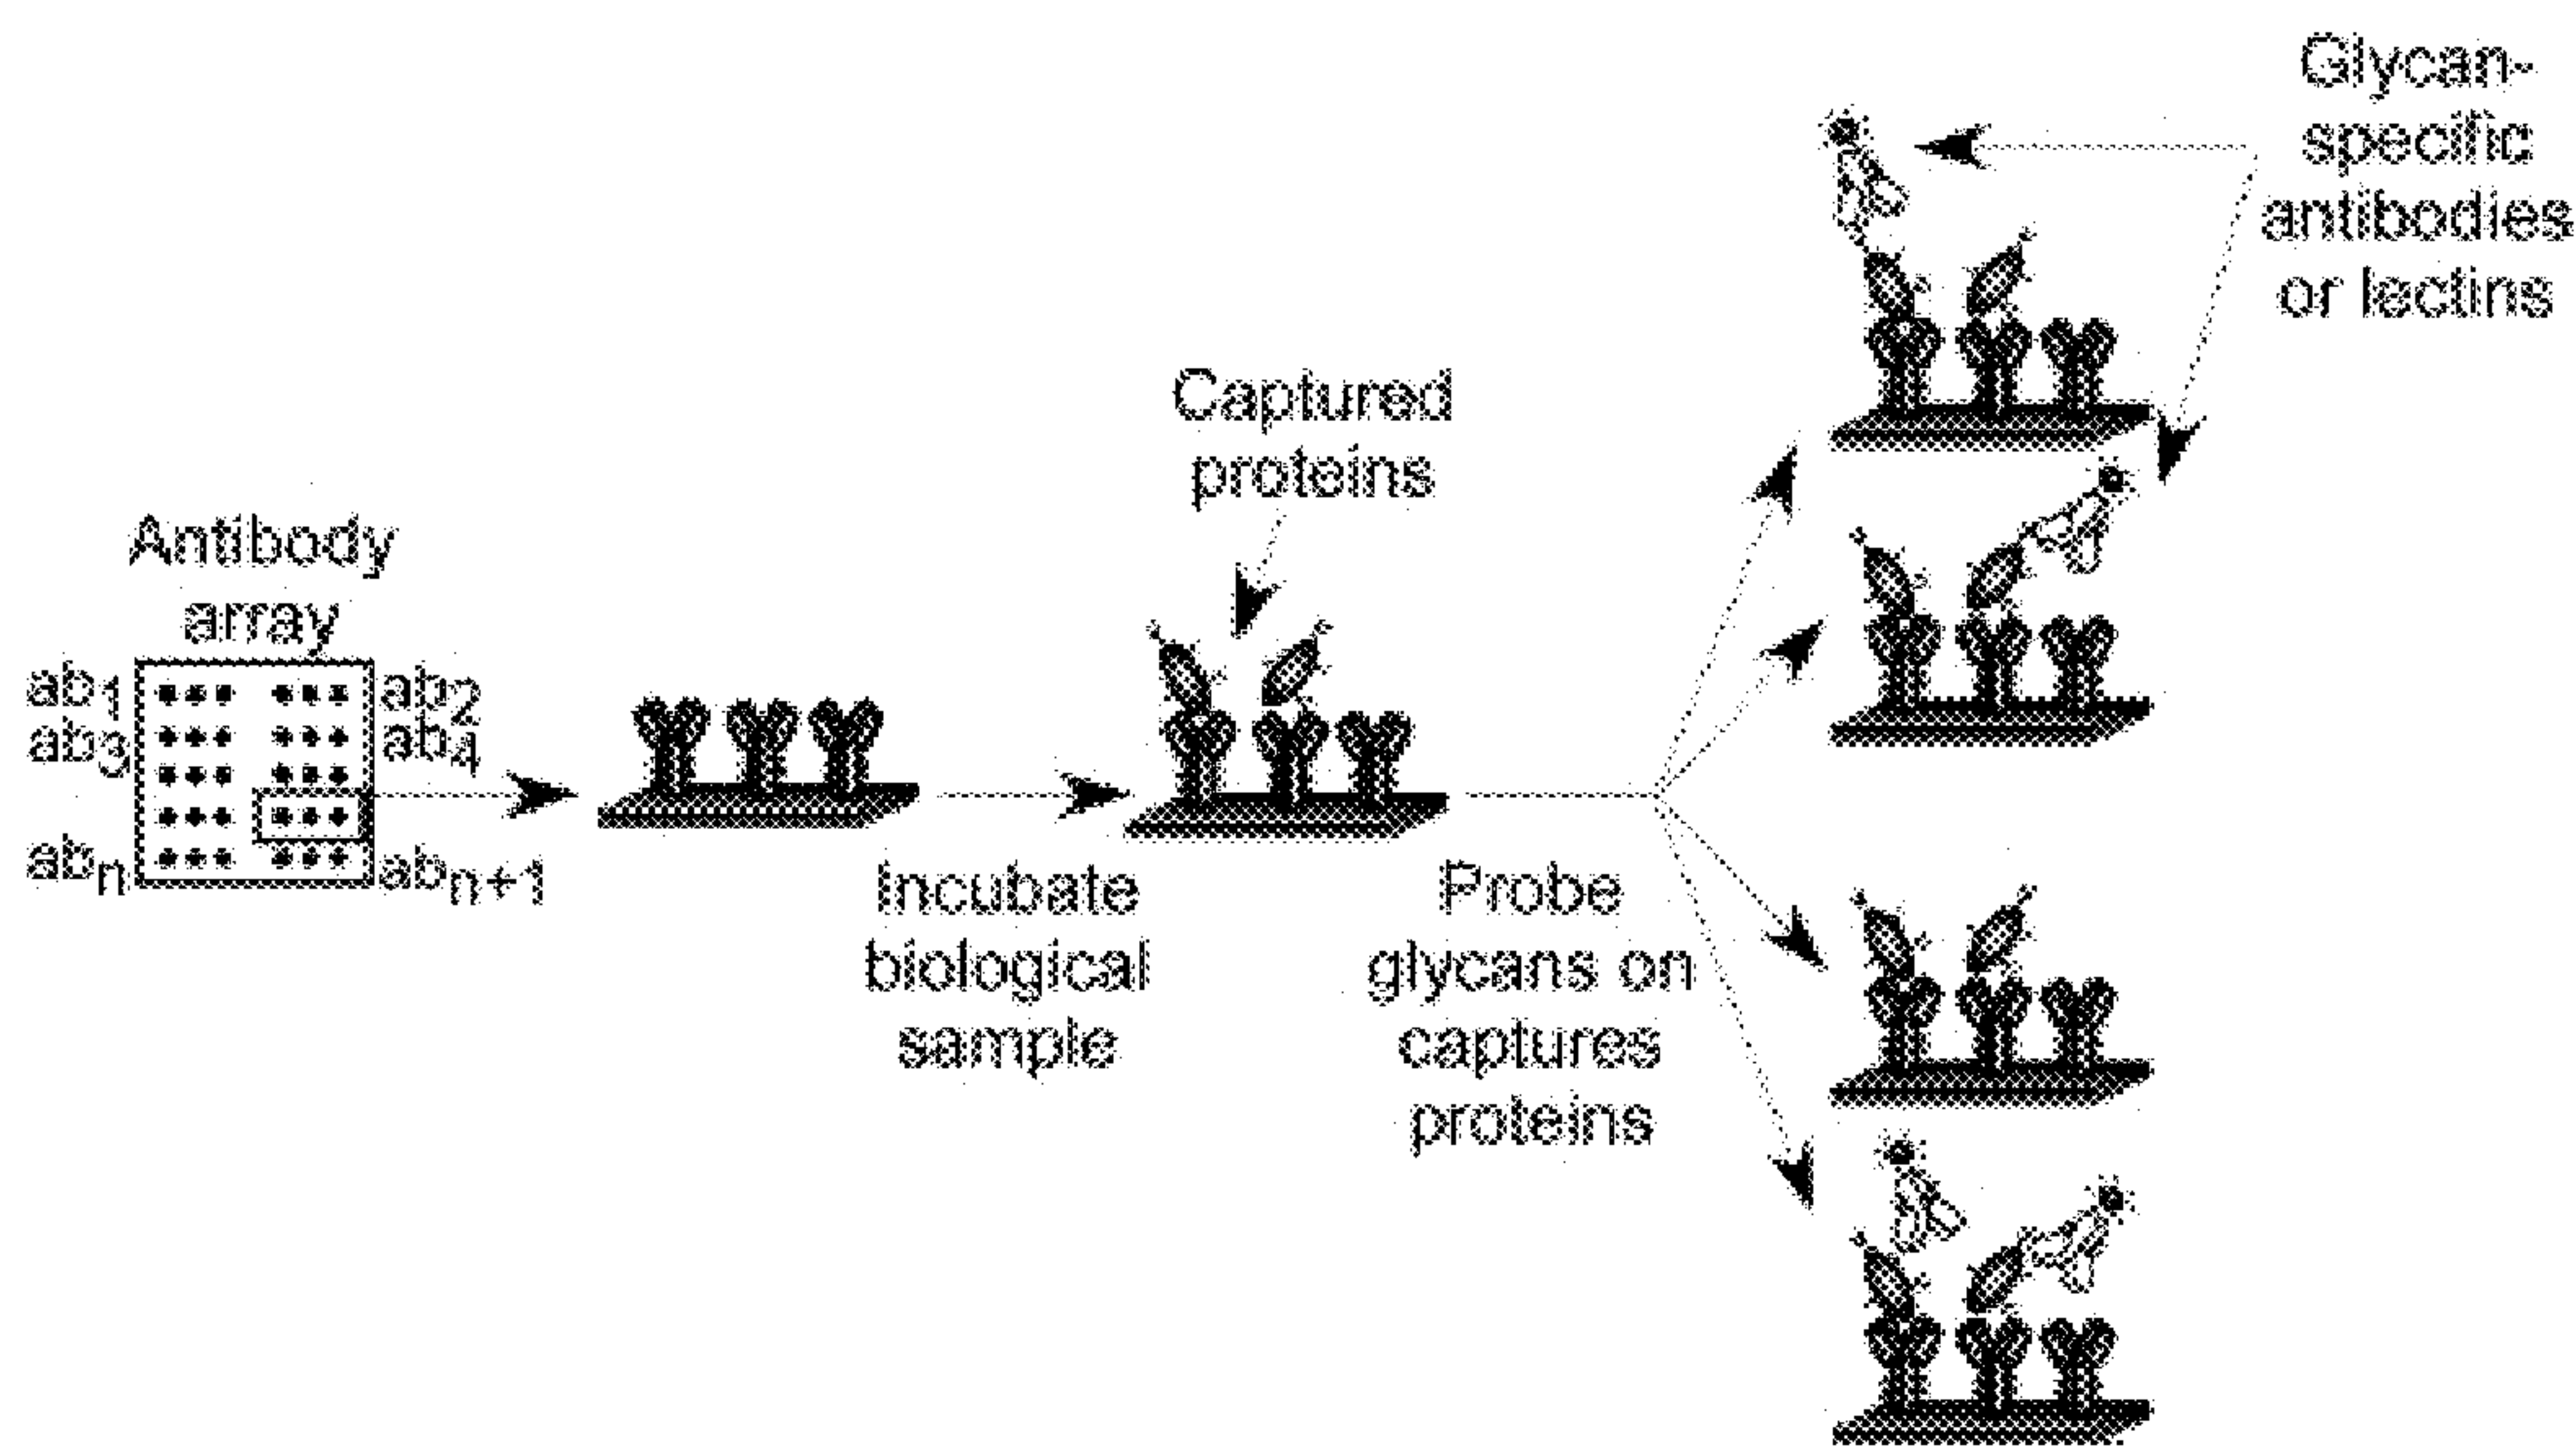 Glycan-
specific
antibodies
or lectins
Captured
proteins
Antibody
array
ab1
ab2
ab3
ab4
abn
abn+1
Incubate
biological
sample
Probe
glycans on
captures
proteins